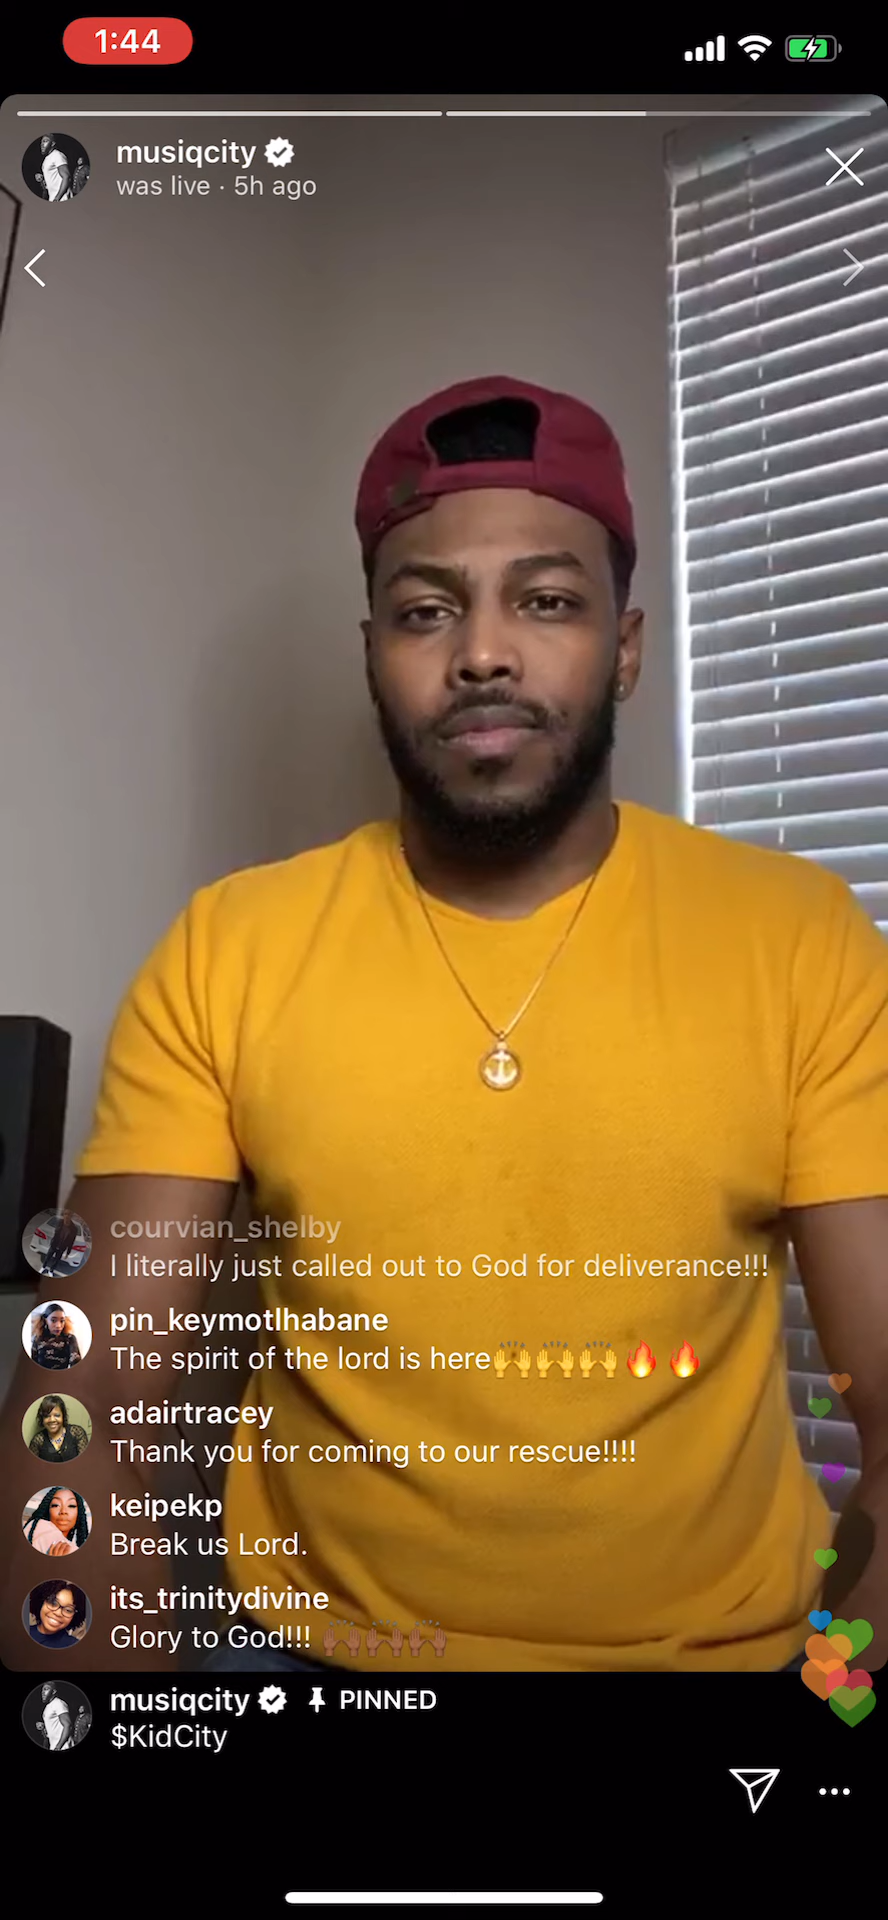 1:44
musiqcity
was live · 5h ago
courvian_shelby
I literally just called out to God for deliverance!!!
pin_keymotlhabane
The spirit of the lord is here🙌🙌🙌🔥🔥
adairtracey
Thank you for coming to our rescue!!!!
keipekp
Break us Lord.
its_trinitydivine
Glory to God!!! 🙌🏾🙌🏾🙌🏾
musiqcity PINNED
$KidCity